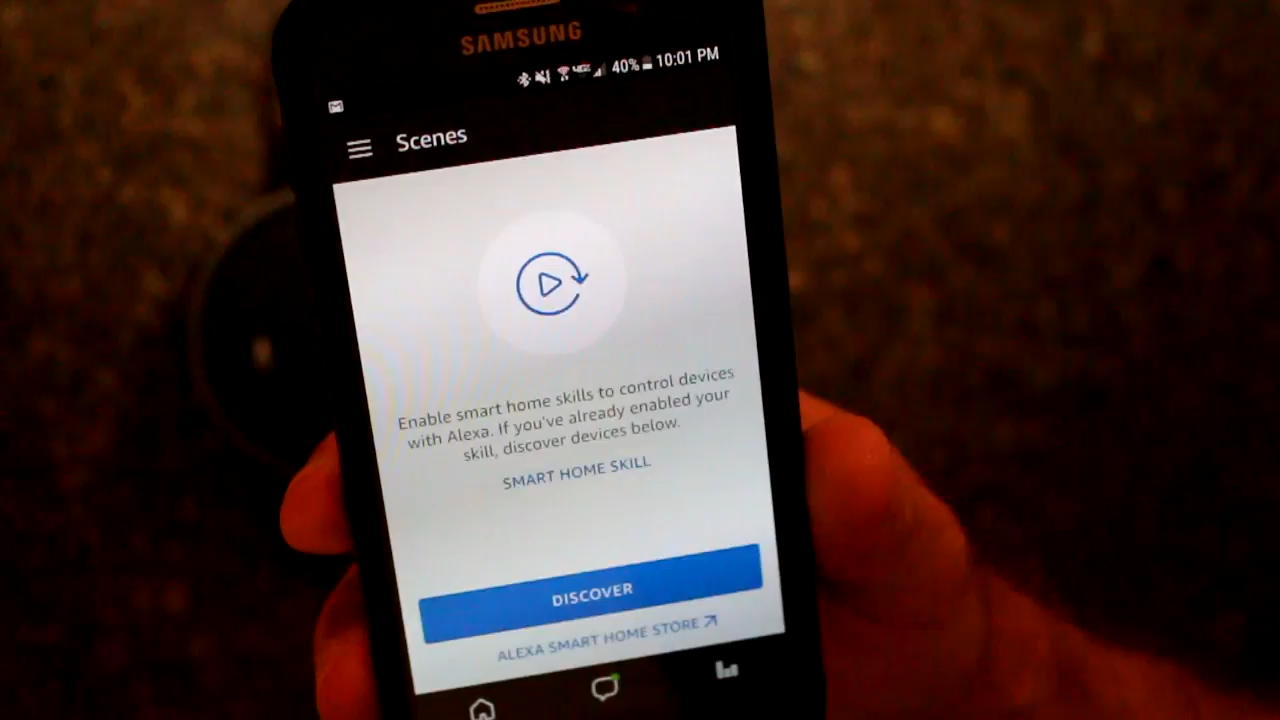 SAMSUNG
40% 10:01 PM
Scenes
Enable smart home skills to control devices
with Alexa. If you've already enabled your
skill, discover devices below.
SMART HOME SKILL
DISCOVER
ALEXA SMART HOME STORE